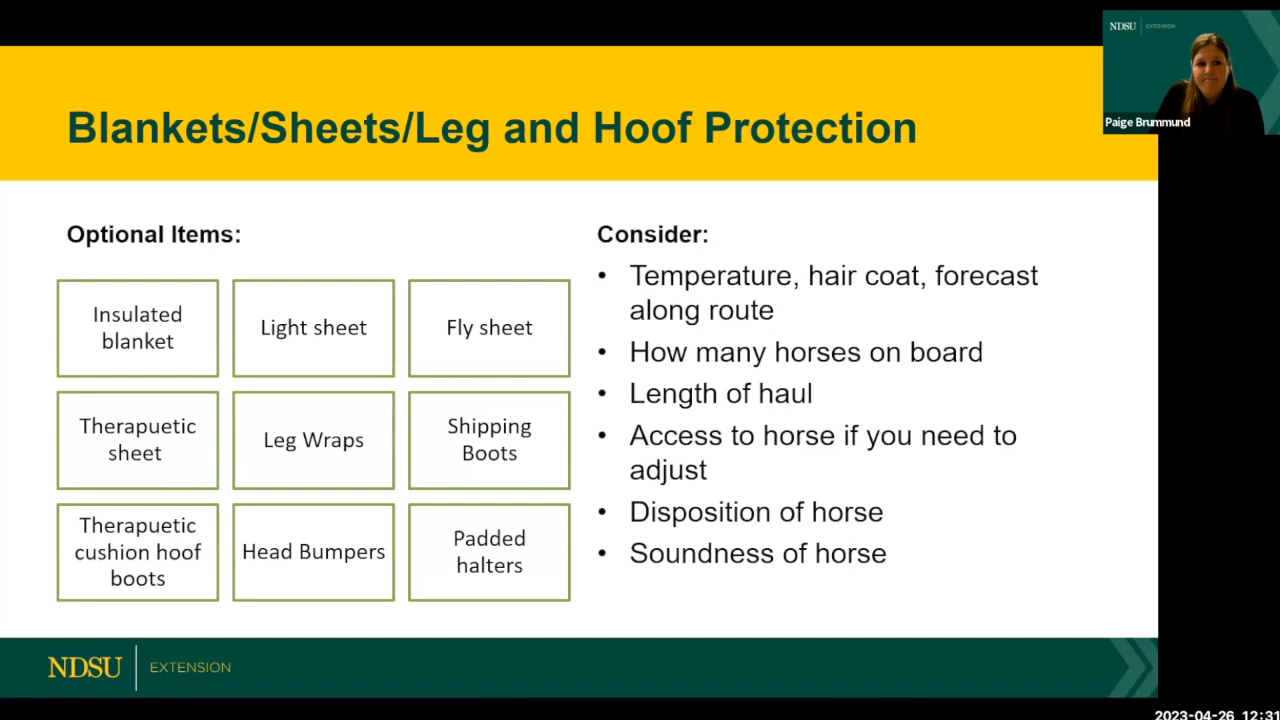 NDSU EXTENSION
Paige Brummund
Blankets/Sheets/Leg and Hoof Protection
Optional Items:
Insulated
blanket
Light sheet
Fly sheet
Therapuetic
sheet
Leg Wraps
Shipping
Boots
Therapuetic
cushion hoof
boots
Head Bumpers
Padded
halters
Consider:
• Temperature, hair coat, forecast
along route
• How many horses on board
• Length of haul
• Access to horse if you need to
adjust
• Disposition of horse
• Soundness of horse
NDSU EXTENSION
2023-04-26 12:31